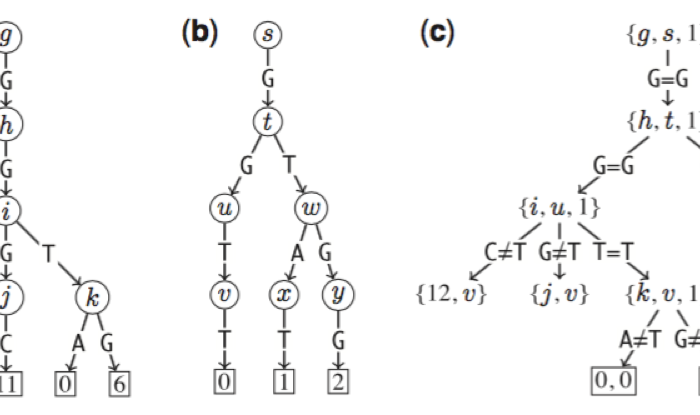 g (b) s (c) {g, s, 1
G G G=G
h t {h, t, 1}
G G T G=G
i u w {i, u, 1}
G T T A G C≠T G≠T T=T
j k v x y {12, v} {j, v} {k, v, 1
C A G T T G A≠T G≠
11 0 6 0 1 2 0, 0